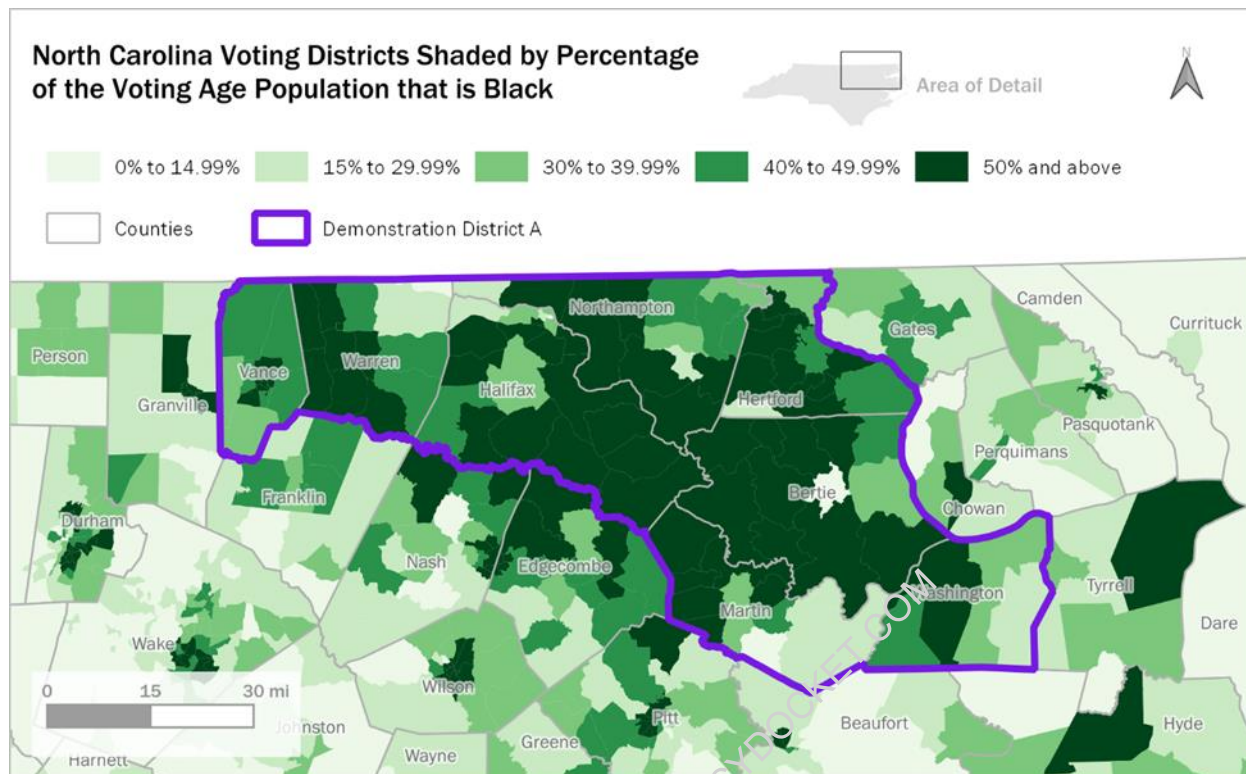 North Carolina Voting Districts Shaded by Percentage
of the Voting Age Population that is Black
Area of Detail
N
0% to 14.99%
15% to 29.99%
30% to 39.99%
40% to 49.99%
50% and above
Counties
Demonstration District A
Camden
Currituck
Northampton
Gates
Person
Vance
Warren
Halifax
Hertford
Granville
Pasquotank
Perquimans
Franklin
Bertie
Chowan
Durham
Nash
Edgecombe
Washington
Tyrrell
Martin
Dare
Wake
Wilson
0 15 30 mi
Pitt
Beaufort
Hyde
Johnston
Greene
Wayne
Harnett
YDOCKET.COM